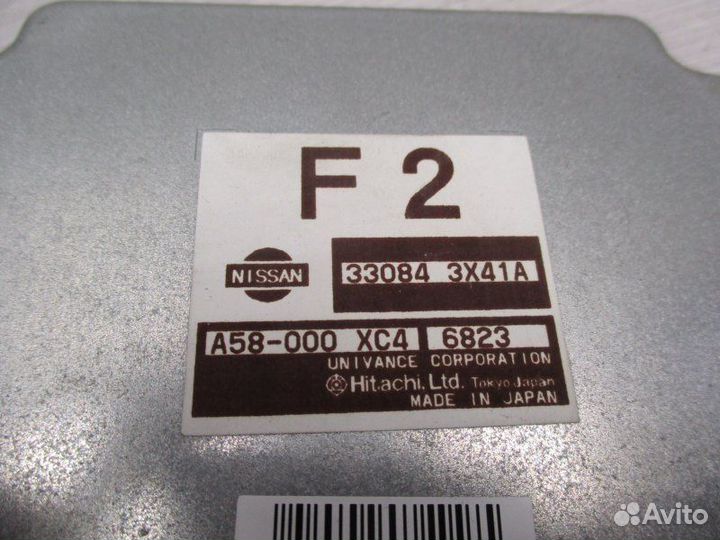 F 2
NISSAN
33084 3X41A
A58-000 XC4 6823
UNIVANCE CORPORATION
Hitachi, Ltd. Tokyo Japan
MADE IN JAPAN
Avito